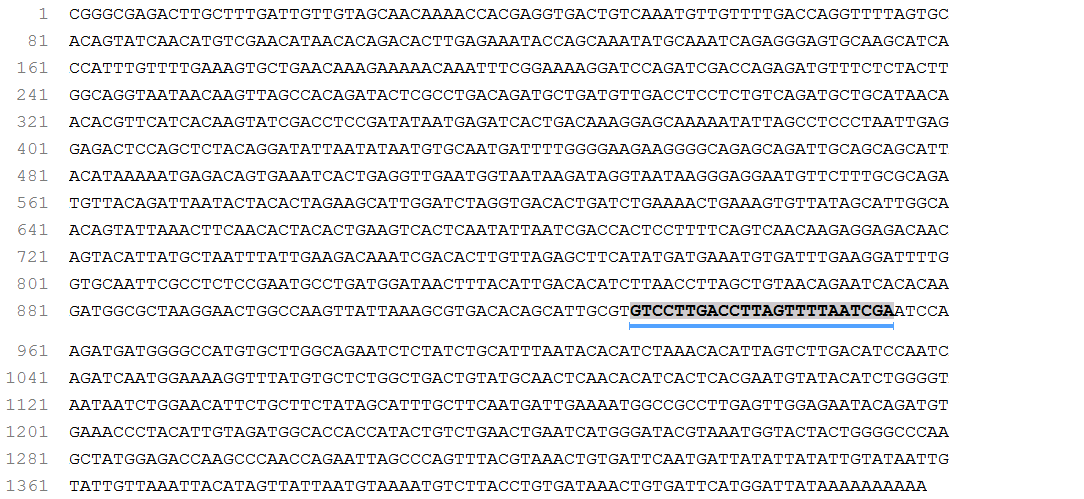 1 CGGGCGAGACTTGCTTTGATTGTTGTAGCAACAAAACCACGAGGTGACTGTCAAATGTTGTTTTGACCAGGTTTTAGTGC
81 ACAGTATCAACATGTCGAACATAACACAGACACTTGAGAAATACCAGCAAATATGCAAATCAGAGGGAGTGCAAGCATCA
161 CCATTTGTTTTGAAAGTGCTGAACAAAGAAAAACAAATTTCGGAAAAGGATCCAGATCGACCAGAGATGTTTCTCTACTT
241 GGCAGGTAATAACAAGTTAGCCACAGATACTCGCCTGACAGATGCTGATGTTGACCTCCTCTGTCAGATGCTGCATAACA
321 ACACGTTCATCACAAGTATCGACCTCCGATATAATGAGATCACTGACAAAGGAGCAAAAATATTAGCCTCCCTAATTGAG
401 GAGACTCCAGCTCTACAGGATATTAATATAATGTGCAATGATTTTGGGGAAGAAGGGGCAGAGCAGATTGCAGCAGCATT
481 ACATAAAAATGAGACAGTGAAATCACTGAGGTTGAATGGTAATAAGATAGGTAATAAGGGAGGAATGTTCTTTGCGCAGA
561 TGTTACAGATTAATACTACACTAGAAGCATTGGATCTAGGTGACACTGATCTGAAAACTGAAAGTGTTATAGCATTGGCA
641 ACAGTATTAAACTTCAACACTACACTGAAGTCACTCAATATTAATCGACCACTCCTTTTCAGTCAACAAGAGGAGACAAC
721 AGTACATTATGCTAATTTATTGAAGACAAATCGACACTTGTTAGAGCTTCATATGATGAAATGTGATTTGAAGGATTTTG
801 GTGCAATTCGCCTCTCCGAATGCCTGATGGATAACTTTACATTGACACATCTTAACCTTAGCTGTAACAGAATCACACAA
881 GATGGCGCTAAGGAACTGGCCAAGTTATTAAAGCGTGACACAGCATTGCGTGTCCTTGACCTTAGTTTTAATCGAATCCA
961 AGATGATGGGGCCATGTGCTTGGCAGAATCTCTATCTGCATTTAATACACATCTAAACACATTAGTCTTGACATCCAATC
1041 AGATCAATGGAAAAGGTTTATGTGCTCTGGCTGACTGTATGCAACTCAACACATCACTCACGAATGTATACATCTGGGGT
1121 AATAATCTGGAACATTCTGCTTCTATAGCATTTGCTTCAATGATTGAAAATGGCCGCCTTGAGTTGGAGAATACAGATGT
1201 GAAACCCTACATTGTAGATGGCACCACCATACTGTCTGAACTGAATCATGGGATACGTAAATGGTACTACTGGGGCCCAA
1281 GCTATGGAGACCAAGCCCAACCAGAATTAGCCCAGTTTACGTAAACTGTGATTCAATGATTATATTATATTGTATAATTG
1361 TATTGTTAAATTACATAGTTATTAATGTAAAATGTCTTACCTGTGATAAACTGTGATTCATGGATTATAAAAAAAAAA